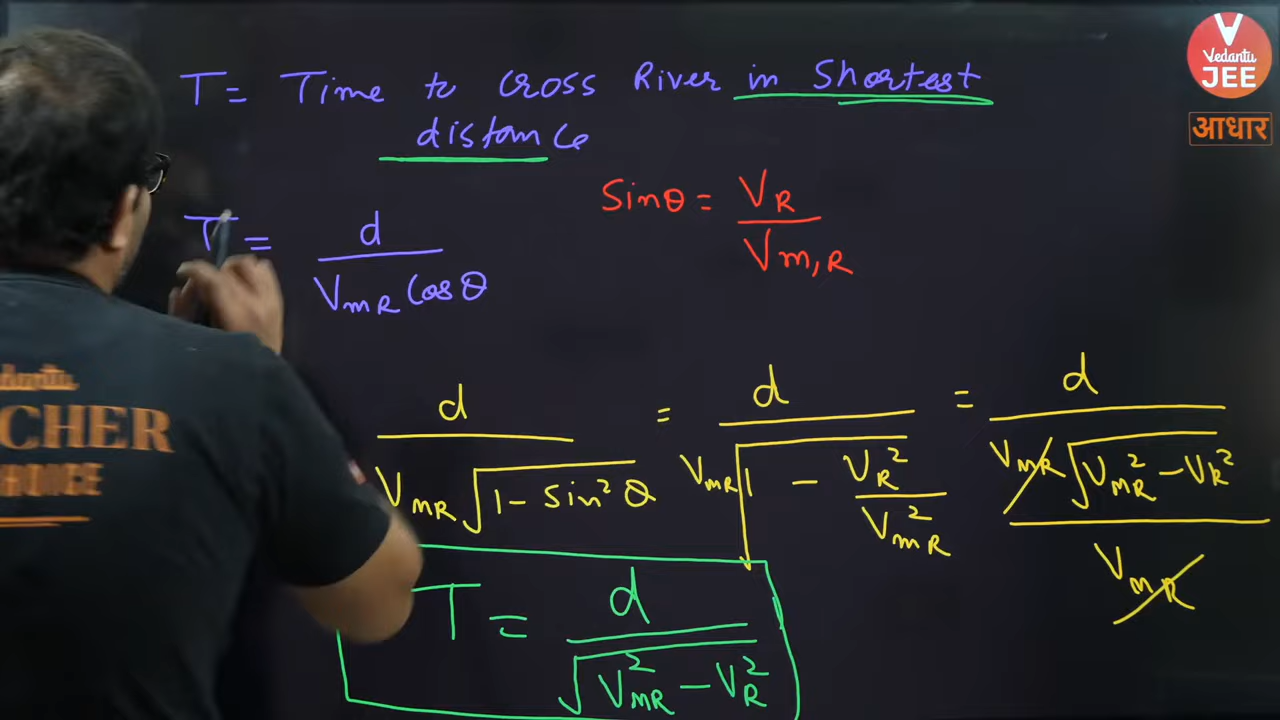 T = Time to cross River in Shortest
distance
Sinθ = V_R / V_m,R
T = d / (V_mR Cosθ)
d / (V_mR √(1 - Sin²θ)) = d / (V_mR √(1 - V_R² / V_mR²)) = d / (V_mR √(V_mR² - V_R²) / V_mR)
T = d / √(V_mR² - V_R²)
Vedantu
JEE
आधार